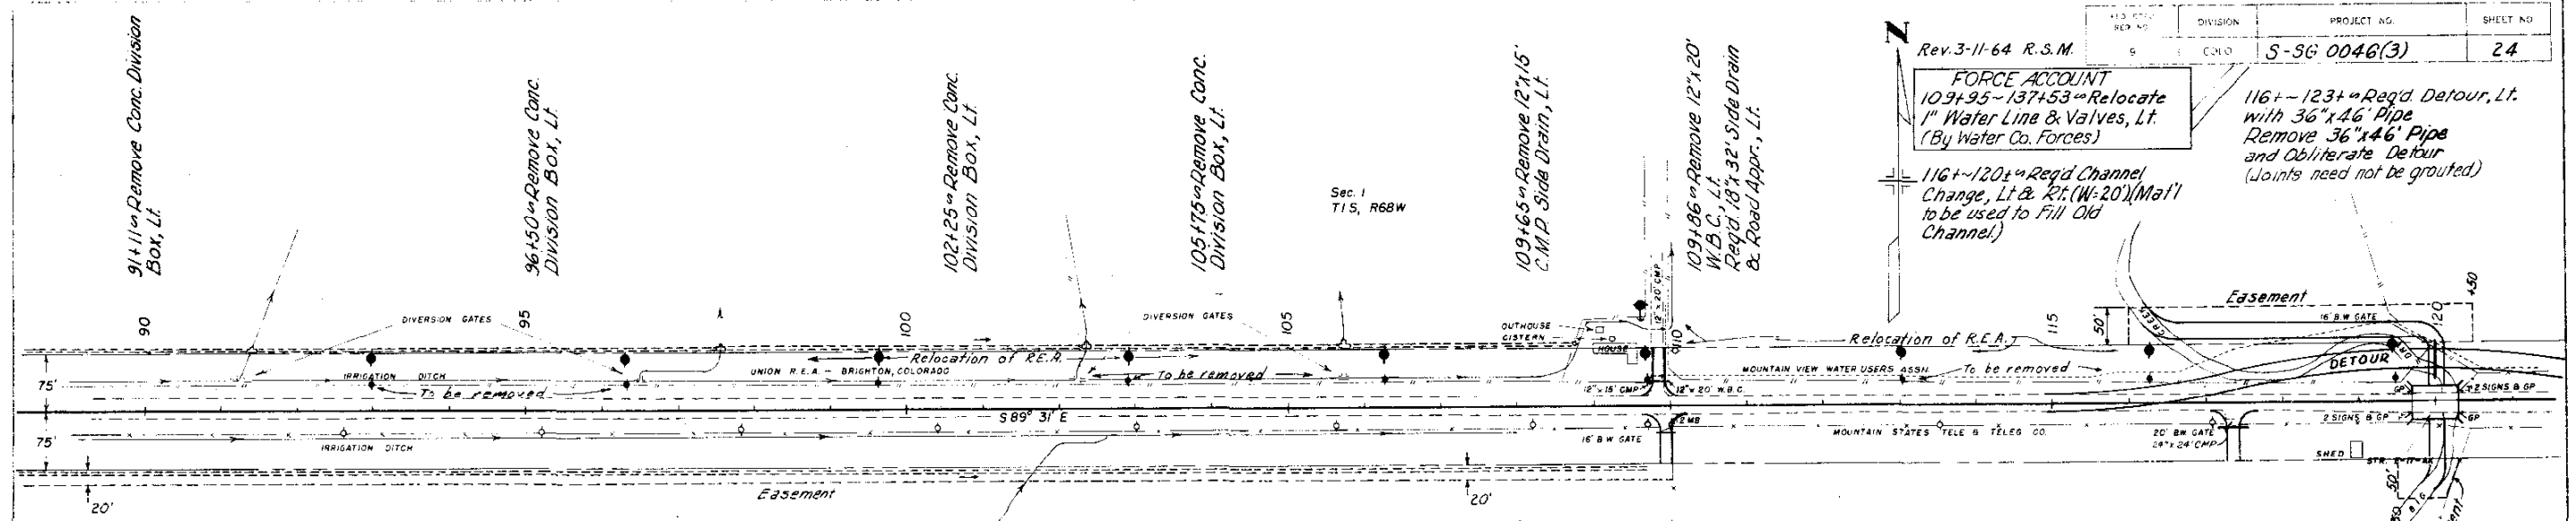 DIVISION
PROJECT NO.
SHEET NO
9
COLO
S-SG 0046(3)
24
N
Rev. 3-11-64 R.S.M.
FORCE ACCOUNT
109+95~137+53~Relocate
1" Water Line & Valves, Lt.
(By Water Co. Forces)
116+~123+~Req'd. Detour, Lt.
with 36"x46' Pipe
Remove 36"x46' Pipe
and Obliterate Detour
(Joints need not be grouted)
116+~120±~Req'd Channel
Change, Lt & Rt. (W=20')(Mat'l
to be used to Fill Old
Channel.)
91+11~Remove Conc. Division
Box, Lt.
96+50~Remove Conc.
Division Box, Lt.
102+25~Remove Conc.
Division Box, Lt.
105+75~Remove Conc.
Division Box, Lt.
Sec. 1
T1S, R68W
109+65~Remove 12"x15'
C.M.P. Side Drain, Lt.
109+86~Remove 12"x20'
W.B.C., Lt.
Req'd. 18"x32' Side Drain
& Road Appr., Lt.
12"x20' CMP
90
95
100
105
110
115
120
+50
DIVERSION GATES
DIVERSION GATES
OUTHOUSE
CISTERN
HOUSE
Easement
16' B.W. GATE
50'
CREEK
Relocation of R.E.A.
Relocation of R.E.A.
75'
IRRIGATION DITCH
UNION R.E.A. - BRIGHTON, COLORADO
To be removed
To be removed
MOUNTAIN VIEW WATER USERS ASSN.
To be removed
DETOUR
12"x15' CMP
12"x20' W.B.C.
GP
2 SIGNS & GP
S 89° 31' E
75'
IRRIGATION DITCH
2 MB
16' B W GATE
MOUNTAIN STATES TELE & TELEG CO.
20' BW GATE
24"x24' CMP
2 SIGNS & GP
GP
SHED
50'
BIG
20'
Easement
20'